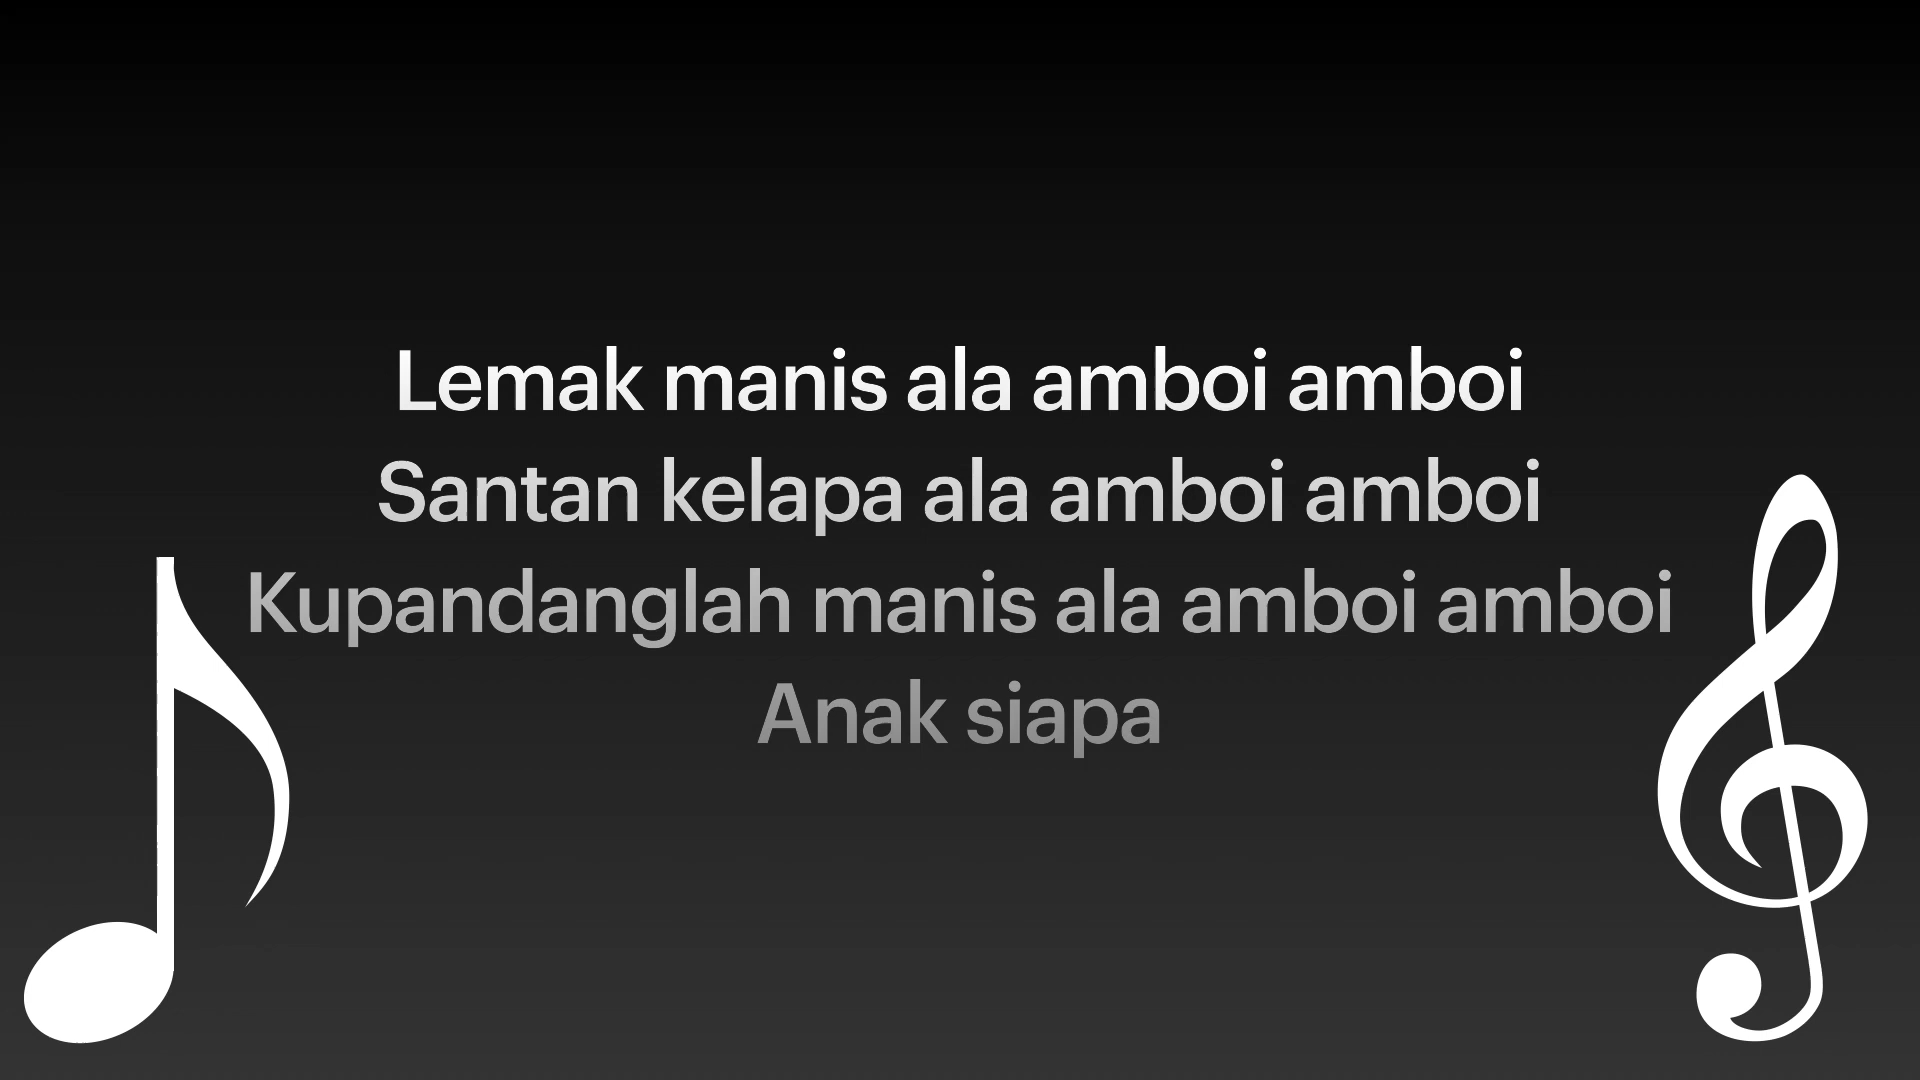 Lemak manis ala amboi amboi
Santan kelapa ala amboi amboi
Kupandanglah manis ala amboi amboi
Anak siapa